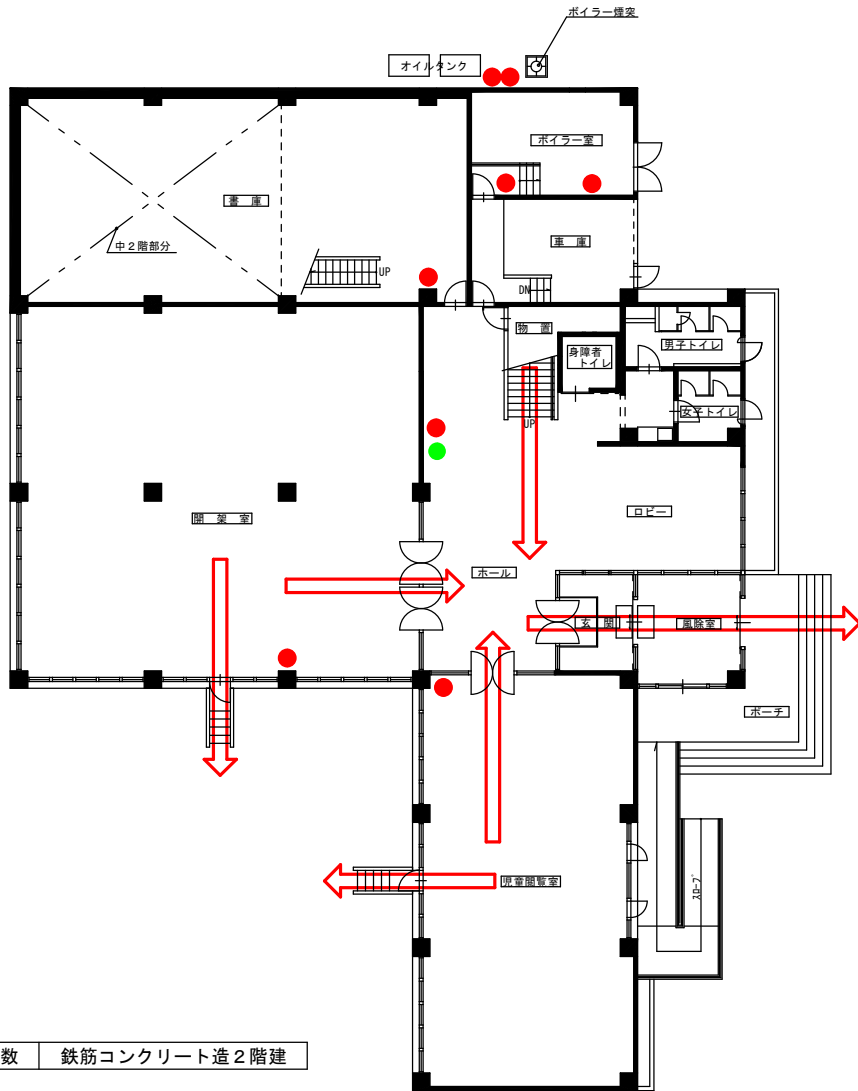 ボイラー煙突
オイルタンク
ボイラー室
書 庫
車 庫
中2階部分
UP
DN
物 置
男子トイレ
身障者
トイレ
女子トイレ
UP
開 架 室
ロビー
ホール
玄 関
風除室
ポーチ
児童閲覧室
スロープ
数
鉄筋コンクリート造2階建